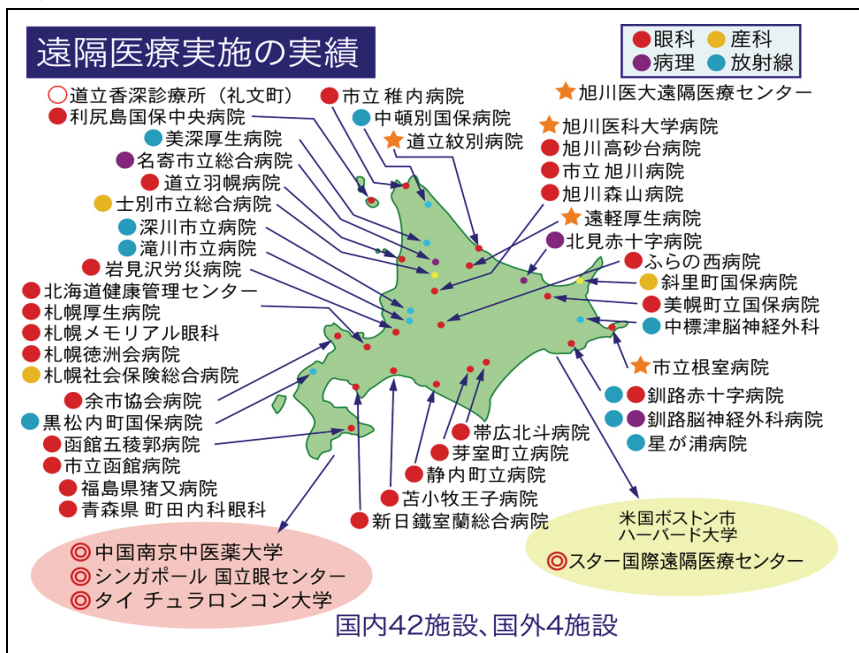 遠隔医療実施の実績
●眼科 ●産科
●病理 ●放射線
○道立香深診療所（礼文町）
●利尻島国保中央病院
●美深厚生病院
●名寄市立総合病院
●道立羽幌病院
●士別市立総合病院
●深川市立病院
●滝川市立病院
●岩見沢労災病院
●北海道健康管理センター
●札幌厚生病院
●札幌メモリアル眼科
●札幌徳洲会病院
●札幌社会保険総合病院
●余市協会病院
●黒松内町国保病院
●函館五稜郭病院
●市立函館病院
●福島県猪又病院
●青森県 町田内科眼科
●市立稚内病院
●中頓別国保病院
★道立紋別病院
★旭川医大遠隔医療センター
★旭川医科大学病院
●旭川高砂台病院
●市立旭川病院
●旭川森山病院
★遠軽厚生病院
●北見赤十字病院
●ふらの西病院
●斜里町国保病院
●美幌町立国保病院
●中標津脳神経外科
★市立根室病院
●●釧路赤十字病院
●●釧路脳神経外科病院
●星が浦病院
●帯広北斗病院
●芽室町立病院
●静内町立病院
●苫小牧王子病院
●新日鐵室蘭総合病院
◎中国南京中医薬大学
◎シンガポール 国立眼センター
◎タイ チュラロンコン大学
米国ボストン市
ハーバード大学
◎スター国際遠隔医療センター
国内42施設、国外4施設